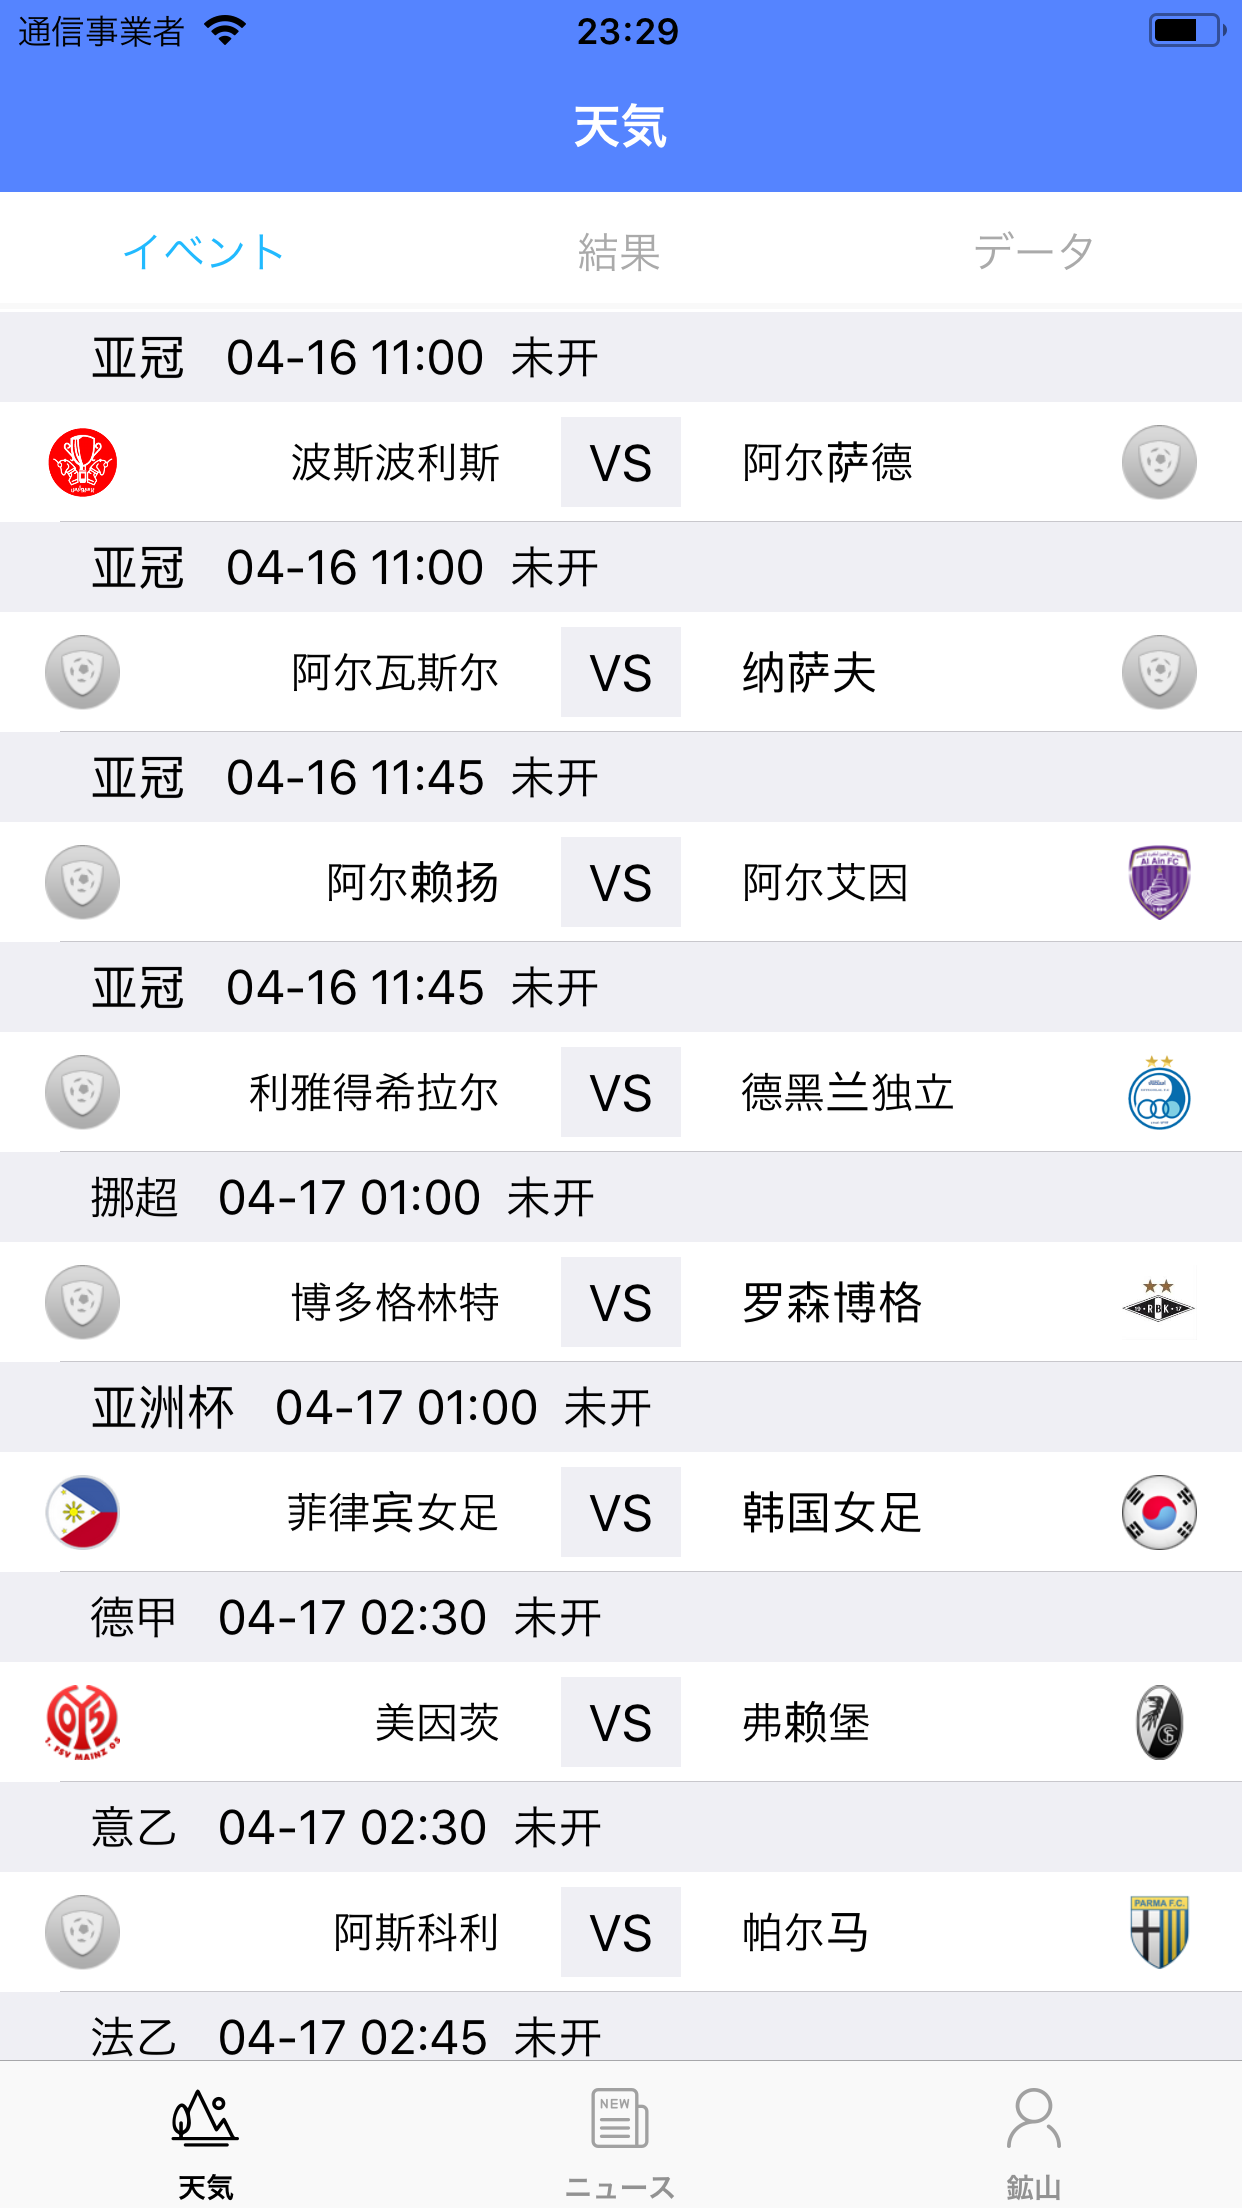 通信事業者 23:29
天気
イベント 結果 データ
亚冠 04-16 11:00 未开
波斯波利斯 VS 阿尔萨德
亚冠 04-16 11:00 未开
阿尔瓦斯尔 VS 纳萨夫
亚冠 04-16 11:45 未开
阿尔赖扬 VS 阿尔艾因
Al Ain FC
亚冠 04-16 11:45 未开
利雅得希拉尔 VS 德黑兰独立
挪超 04-17 01:00 未开
博多格林特 VS 罗森博格
RBK
亚洲杯 04-17 01:00 未开
菲律宾女足 VS 韩国女足
德甲 04-17 02:30 未开
美因茨 VS 弗赖堡
1. FSV MAINZ 05
意乙 04-17 02:30 未开
阿斯科利 VS 帕尔马
PARMA F.C.
法乙 04-17 02:45 未开
NEW
天気 ニュース 鉱山